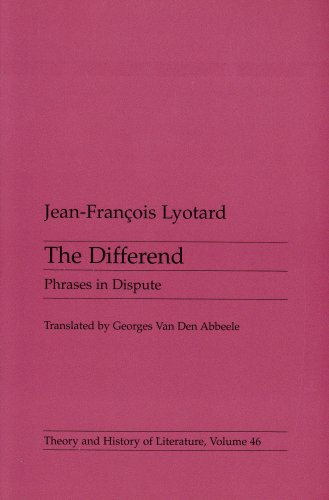 Jean-François Lyotard
The Differend
Phrases in Dispute
Translated by Georges Van Den Abbeele
Theory and History of Literature, Volume 46